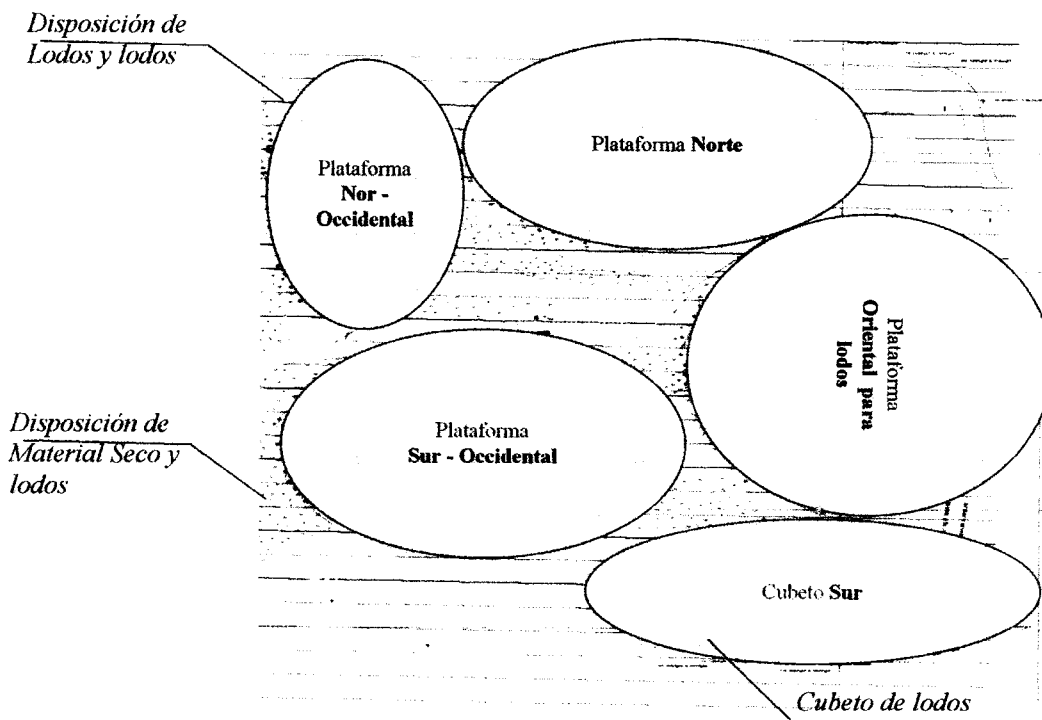 Disposición de
Lodos y lodos
Plataforma
Nor -
Occidental
Plataforma Norte
Plataforma
Oriental para
lodos
Disposición de
Material Seco y
lodos
Plataforma
Sur - Occidental
Cubeto Sur
Cubeto de lodos